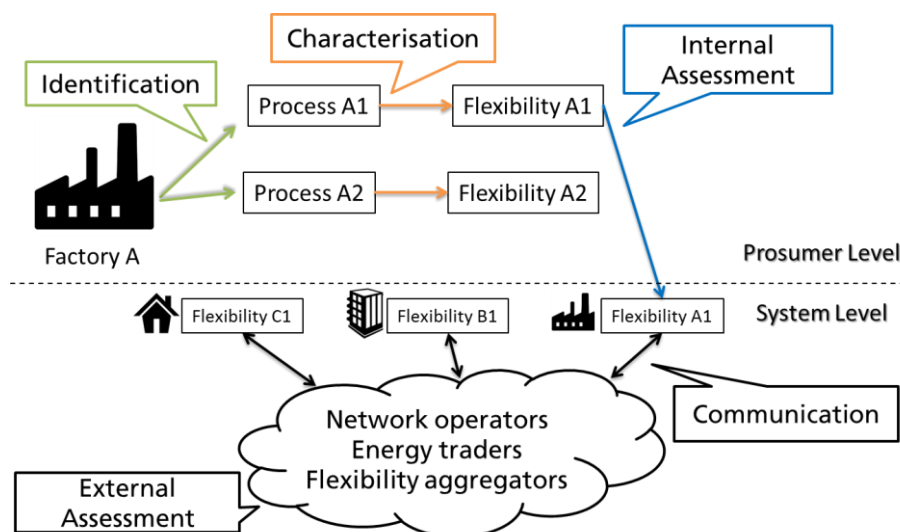 Characterisation
Internal
Assessment
Identification
Process A1
Flexibility A1
Process A2
Flexibility A2
Factory A
Prosumer Level
System Level
Flexibility C1
Flexibility B1
Flexibility A1
Network operators
Energy traders
Flexibility aggregators
Communication
External
Assessment